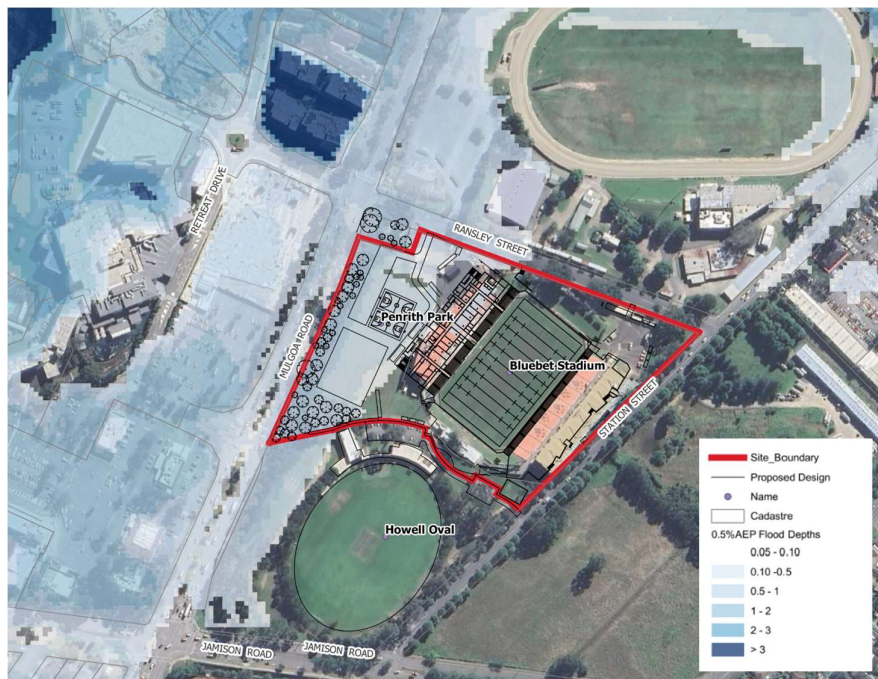 RETREAT DRIVE
RANSLEY STREET
Penrith Park
MULGOA ROAD
Bluebet Stadium
STATION STREET
Howell Oval
JAMISON ROAD
JAMISON ROAD
Site_Boundary
Proposed Design
Name
Cadastre
0.5%AEP Flood Depths
0.05 - 0.10
0.10 -0.5
0.5 - 1
1 - 2
2 - 3
> 3